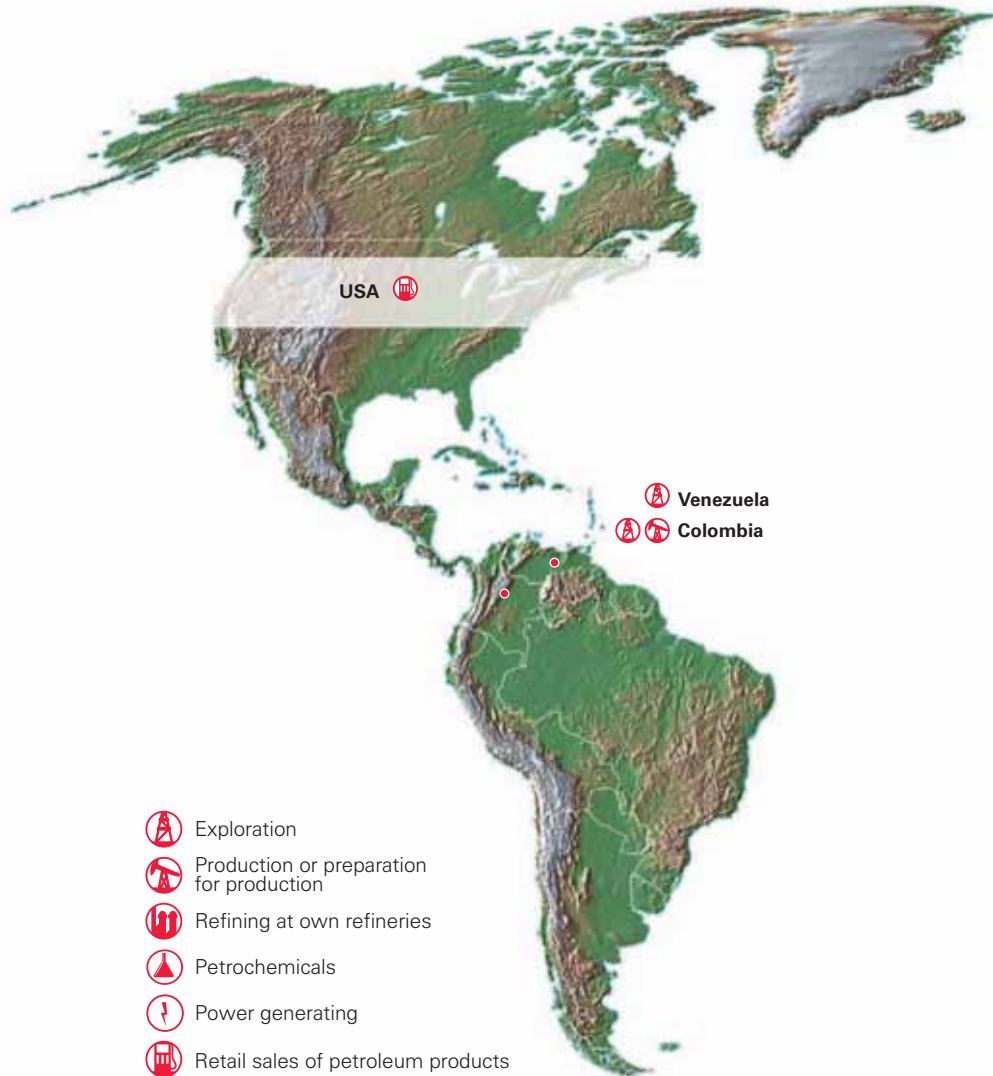 USA
Venezuela
Colombia
Exploration
Production or preparation
for production
Refining at own refineries
Petrochemicals
Power generating
Retail sales of petroleum products